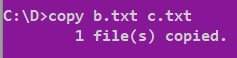 C:\D>copy b.txt c.txt
        1 file(s) copied.